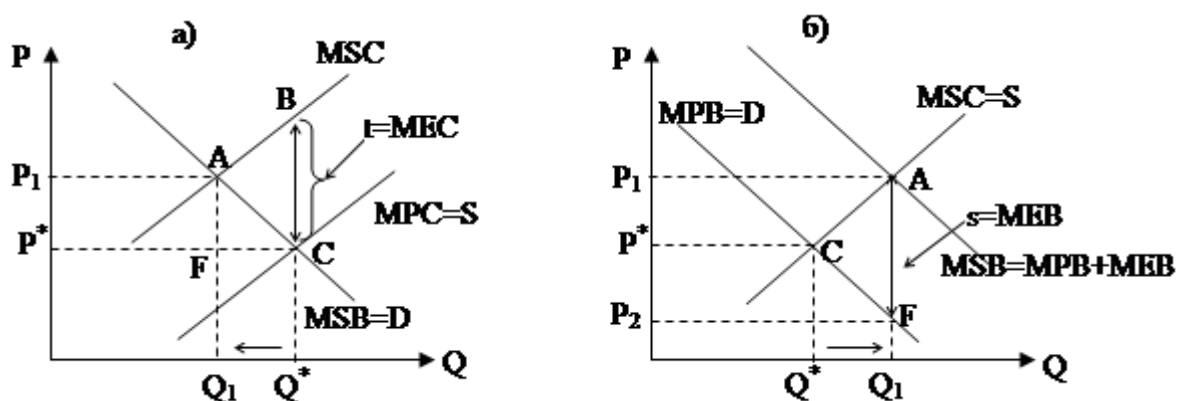 а)
P
MSC
B
t=MEC
A
P1
MPC=S
P*
F
C
MSB=D
Q1
Q*
Q
б)
P
MPB=D
MSC=S
P1
A
s=MEB
P*
C
MSB=MPB+MEB
P2
F
Q*
Q1
Q